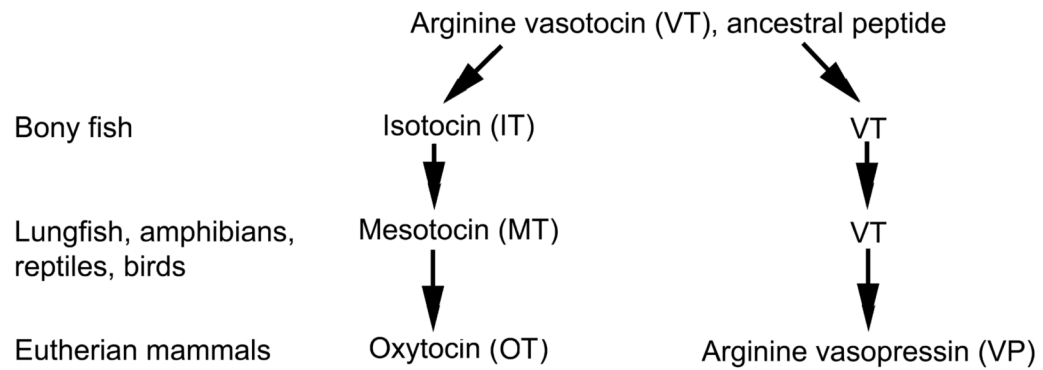 Arginine vasotocin (VT), ancestral peptide
Bony fish
Isotocin (IT)
VT
Lungfish, amphibians,
reptiles, birds
Mesotocin (MT)
VT
Eutherian mammals
Oxytocin (OT)
Arginine vasopressin (VP)